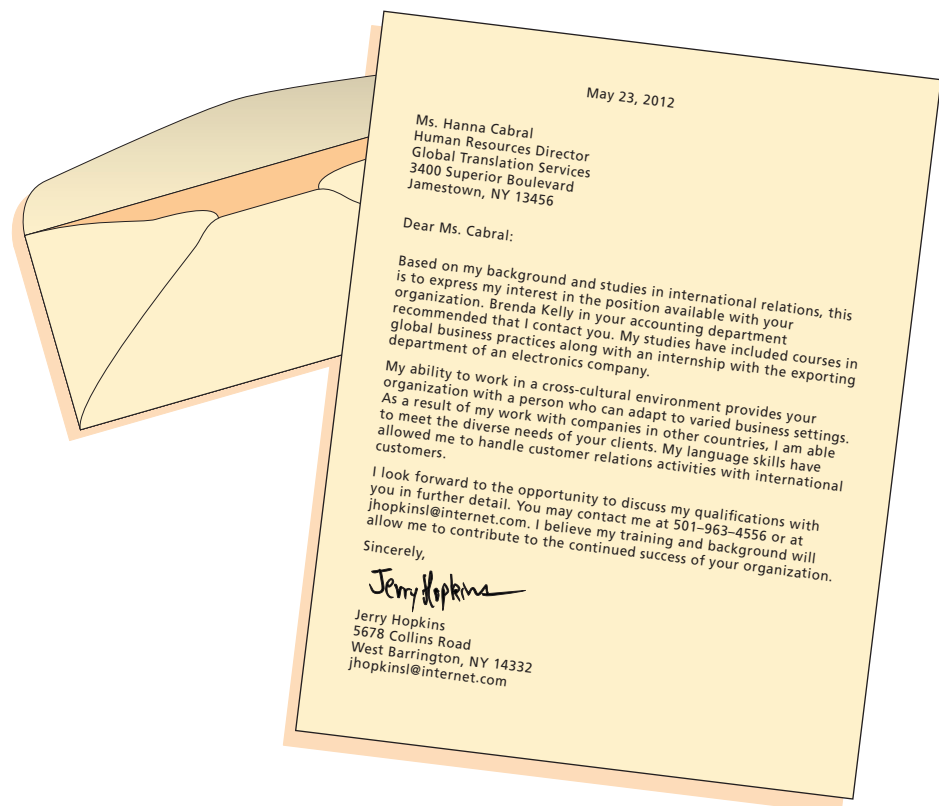 May 23, 2012
Ms. Hanna Cabral
Human Resources Director
Global Translation Services
3400 Superior Boulevard
Jamestown, NY 13456
Dear Ms. Cabral:
Based on my background and studies in international relations, this
is to express my interest in the position available with your
organization. Brenda Kelly in your accounting department
recommended that I contact you. My studies have included courses in
global business practices along with an internship with the exporting
department of an electronics company.
My ability to work in a cross-cultural environment provides your
organization with a person who can adapt to varied business settings.
As a result of my work with companies in other countries, I am able
to meet the diverse needs of your clients. My language skills have
allowed me to handle customer relations activities with international
customers.
I look forward to the opportunity to discuss my qualifications with
you in further detail. You may contact me at 501–963–4556 or at
jhopkinsl@internet.com. I believe my training and background will
allow me to contribute to the continued success of your organization.
Sincerely,
Jerry Hopkins
Jerry Hopkins
5678 Collins Road
West Barrington, NY 14332
jhopkinsl@internet.com